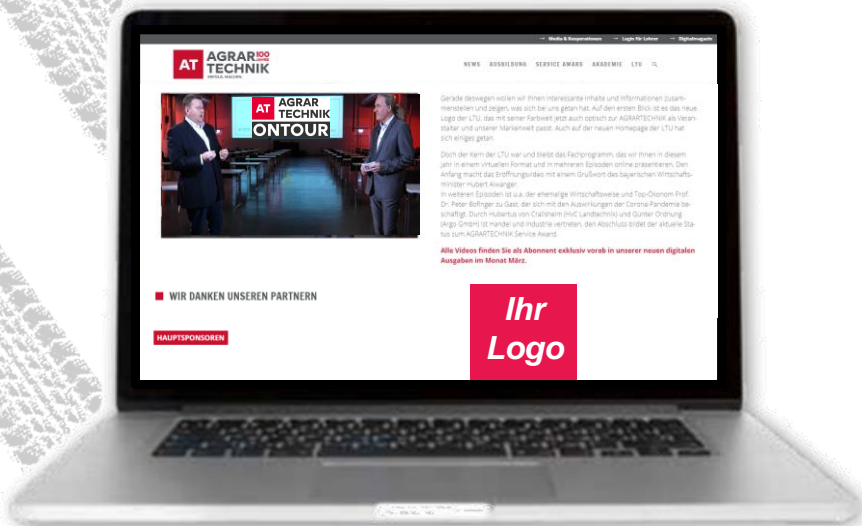 → Media & Kooperationen → Login für Lehrer → Digitalmagazin
AT AGRAR 100 JAHRE
TECHNIK
NEWS AUSBILDUNG SERVICE AWARD AKADEMIE LTU
AT AGRAR
TECHNIK
ONTOUR
Gerade deswegen wollen wir Ihnen interessante Inhalte und Informationen zusam-
menstellen und zeigen, was sich bei uns getan hat. Auf den ersten Blick ist es das neue
Logo der LTU, das mit seiner Farbwelt jetzt auch optisch zur AGRARTECHNIK als Veran-
stalter und unserer Markenwelt passt. Auch auf der neuen Homepage der LTU hat
sich einiges getan.
Doch der Kern der LTU war und bleibt das Fachprogramm, das wir Ihnen in diesem
Jahr in einem virtuellen Format und in mehreren Episoden online präsentieren. Den
Anfang macht das Eröffnungsvideo mit einem Grußwort des bayerischen Wirtschafts-
minister Hubert Aiwanger.
In weiteren Episoden ist u.a. der ehemalige Wirtschaftsweise und Top-Ökonom Prof.
Dr. Peter Bofinger zu Gast, der sich mit den Auswirkungen der Corona-Pandemie be-
schäftigt. Durch Hubertus von Crailsheim (HvC Landtechnik) und Günter Ordnung
(Argo GmbH) ist Handel und Industrie vertreten, den Abschluss bildet der aktuelle Sta-
tus zum AGRARTECHNIK Service Award.
Alle Videos finden Sie als Abonnent exklusiv vorab in unserer neuen digitalen
Ausgaben im Monat März.
WIR DANKEN UNSEREN PARTNERN
HAUPTSPONSOREN
Ihr
Logo